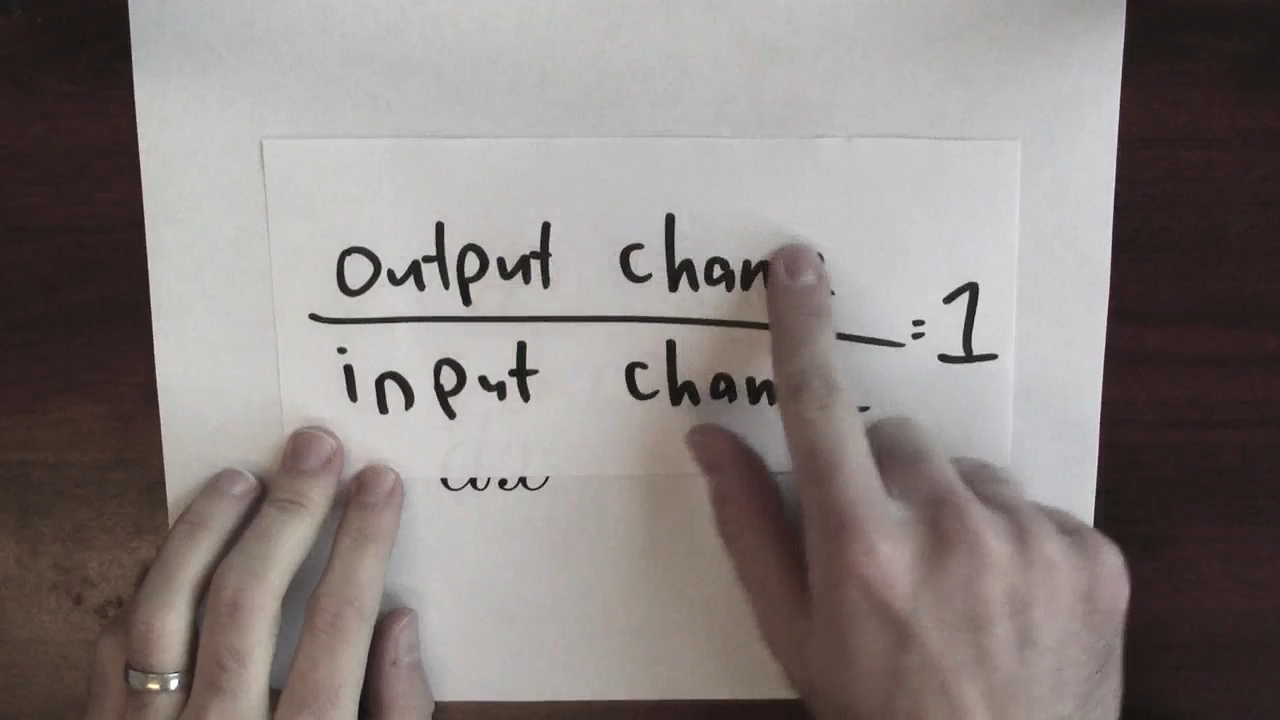 Output chan
= 1
input chan